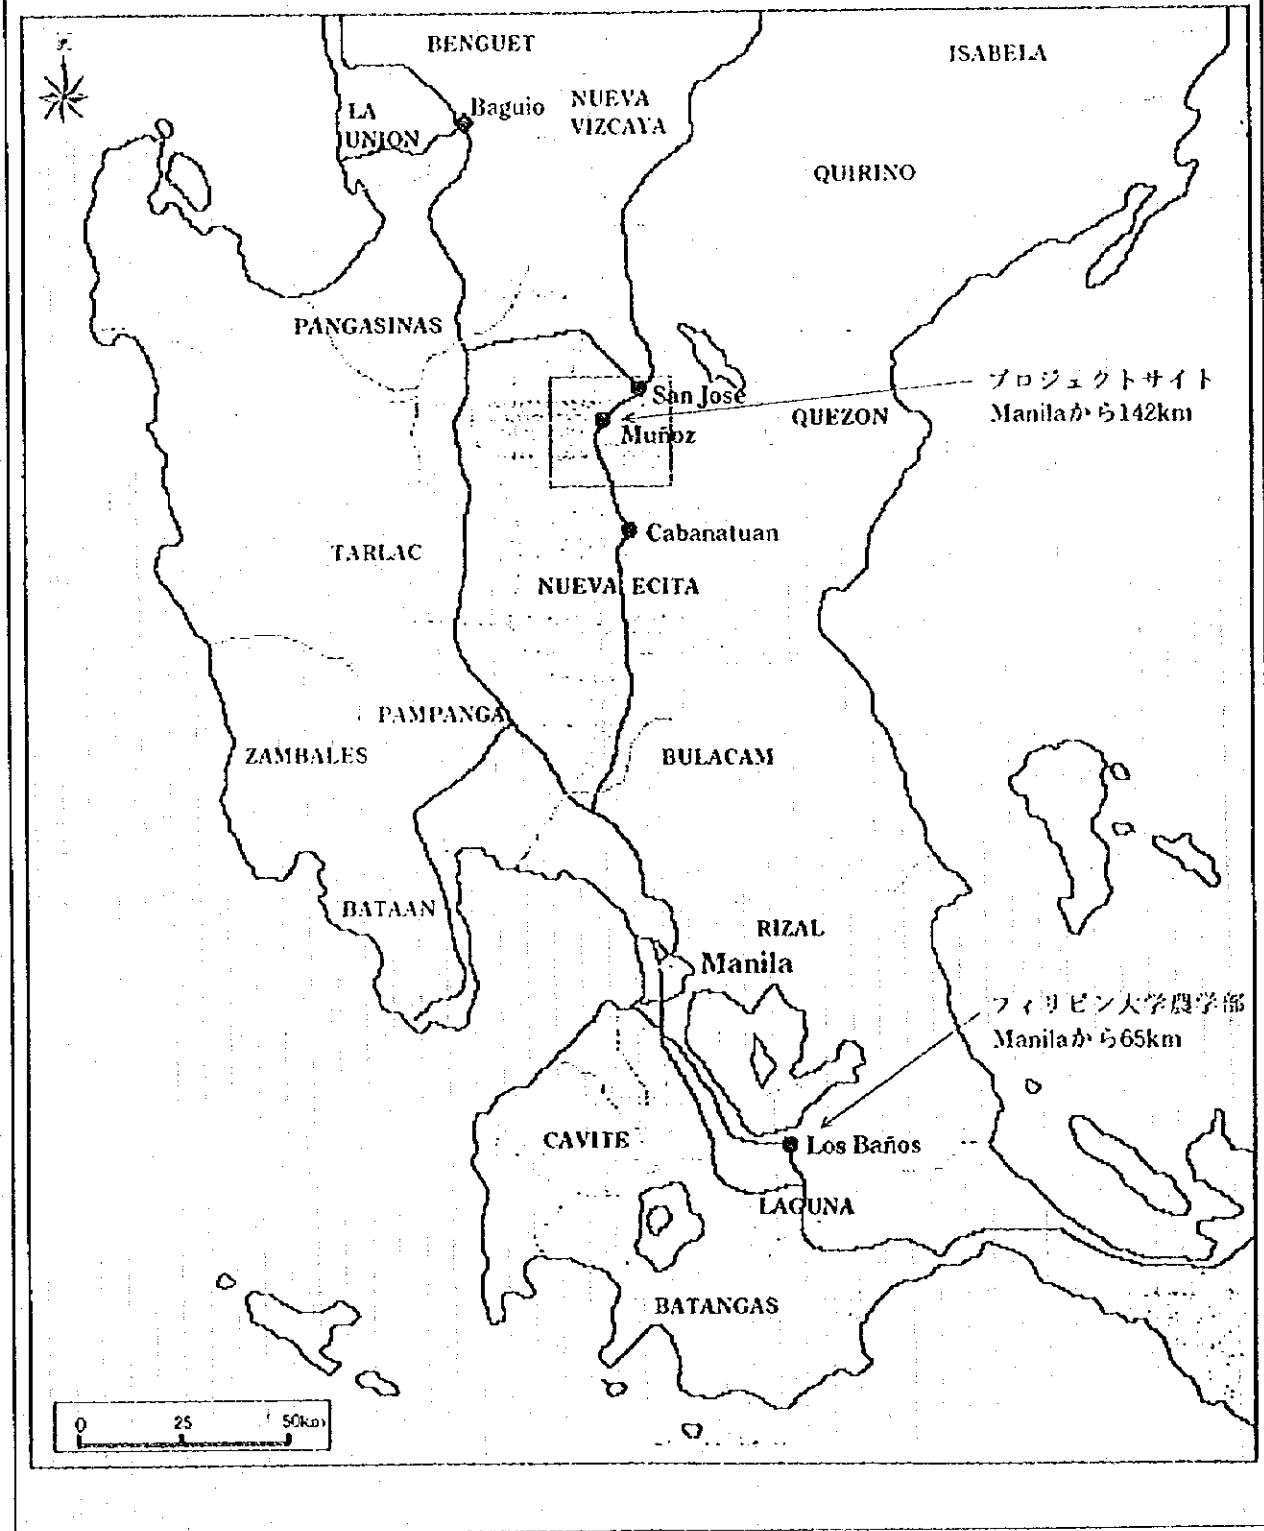 BENGUET
ISABELA
Baguio
NUEVA
VIZCAYA
LA
UNION
QUIRINO
PANGASINAS
プロジェクトサイト
San José
Manilaから142km
QUEZON
Muñoz
Cabanatuan
TARLAC
NUEVA ECITA
PAMPANGA
ZAMBALES
BULACAM
BATAAN
RIZAL
Manila
フィリピン大学農学部
Manilaから65km
CAVITE
Los Baños
LAGUNA
BATANGAS
0 25 50km